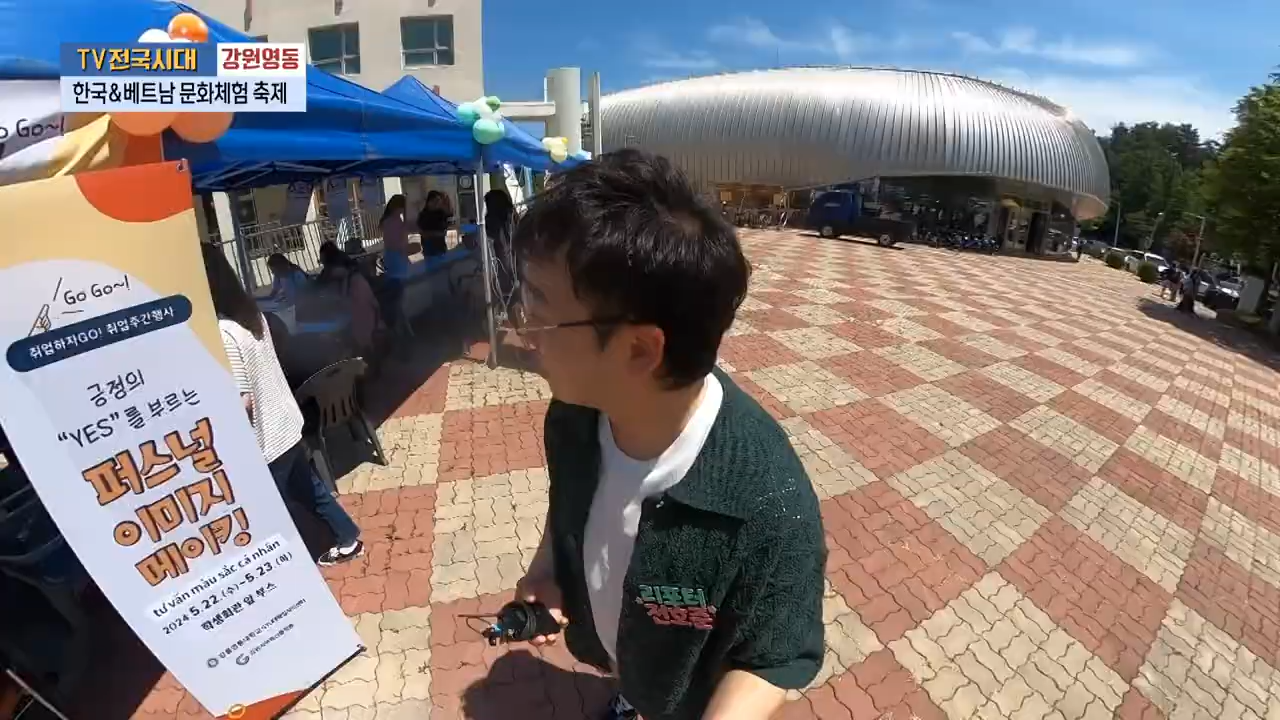 TV전국시대 강원영동
한국&베트남 문화체험 축제
Go~!
Go Go~!
취업하자GO! 취업주간행사
긍정의
“YES”를 부르는
퍼스널
이미지
메이킹
tư vấn màu sắc cá nhân
2024.5.22.(수)~5.23.(목)
학생회관 앞 부스
리포터